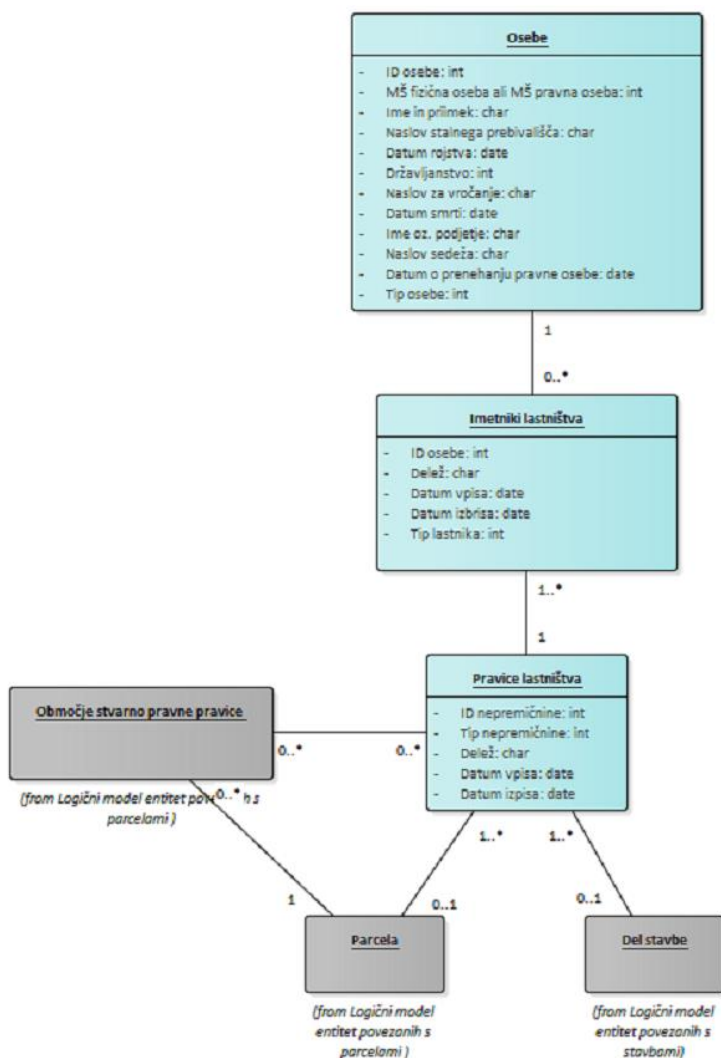 Osebe
- ID osebe: int
- MŠ fizična oseba ali MŠ pravna oseba: int
- Ime in priimek: char
- Naslov stalnega prebivališča: char
- Datum rojstva: date
- Državljanstvo: int
- Naslov za vročanje: char
- Datum smrti: date
- Ime oz. podjetje: char
- Naslov sedeža: char
- Datum o prenehanju pravne osebe: date
- Tip osebe: int
1
0..*
Imetniki lastništva
- ID osebe: int
- Delež: char
- Datum vpisa: date
- Datum izbrisa: date
- Tip lastnika: int
1..*
1
Pravice lastništva
- ID nepremičnine: int
- Tip nepremičnine: int
- Delež: char
- Datum vpisa: date
- Datum izpisa: date
Območje stvarno pravne pravice
0..*
0..*
(from Logični model entitet h s
0..*
parcelami )
1..*
1..*
1
0..1
0..1
Parcela
Del stavbe
(from Logični model
entitet povezanih s
parcelami )
(from Logični model
entitet povezanih s
stavbami)